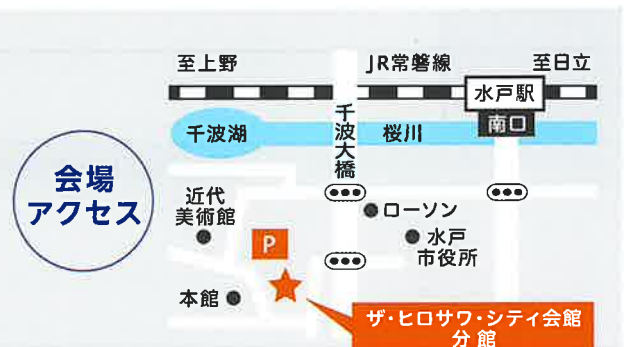 至上野
JR常磐線
至日立
水戸駅
南口
千波湖
千波大橋
桜川
会場
アクセス
近代
美術館
ローソン
水戸
市役所
P
本館
ザ・ヒロサワ・シティ会館
分館